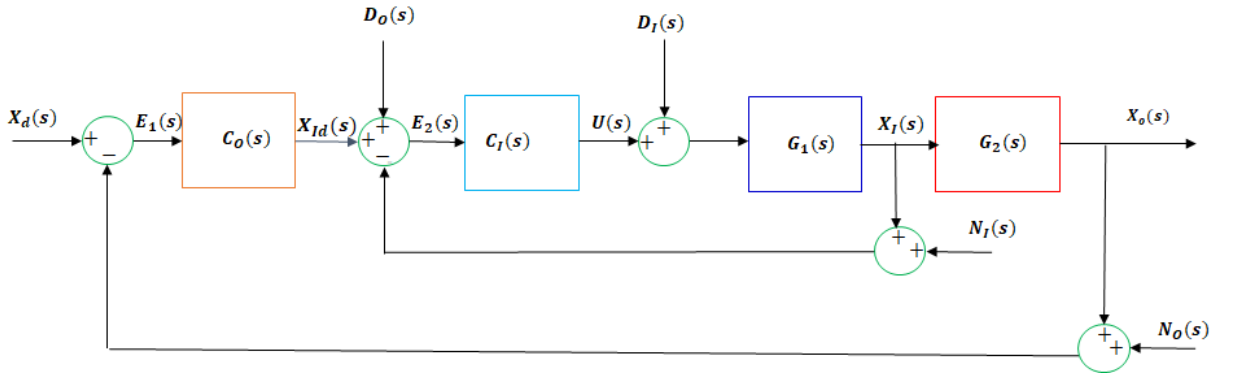 D_O(s)
D_I(s)
X_d(s)
+
−
E_1(s)
C_O(s)
X_Id(s)
+
+
−
E_2(s)
C_I(s)
U(s)
+
+
G_1(s)
X_I(s)
G_2(s)
X_o(s)
+
+
N_I(s)
+
+
N_O(s)